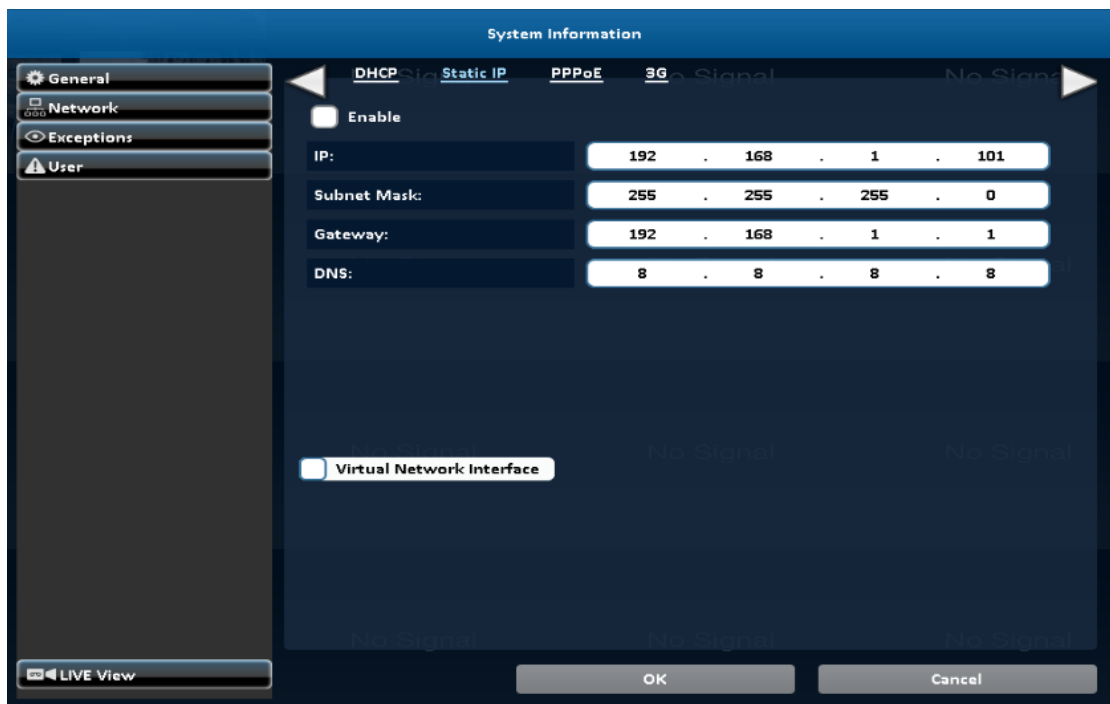 System Information
General
Network
Exceptions
User
DHCP Static IP PPPoE 3G
No Signal No Signal
Enable
IP: 192 . 168 . 1 . 101
Subnet Mask: 255 . 255 . 255 . 0
Gateway: 192 . 168 . 1 . 1
DNS: 8 . 8 . 8 . 8
No Signal No Signal No Signal
Virtual Network Interface
No Signal No Signal No Signal
LIVE View
OK Cancel